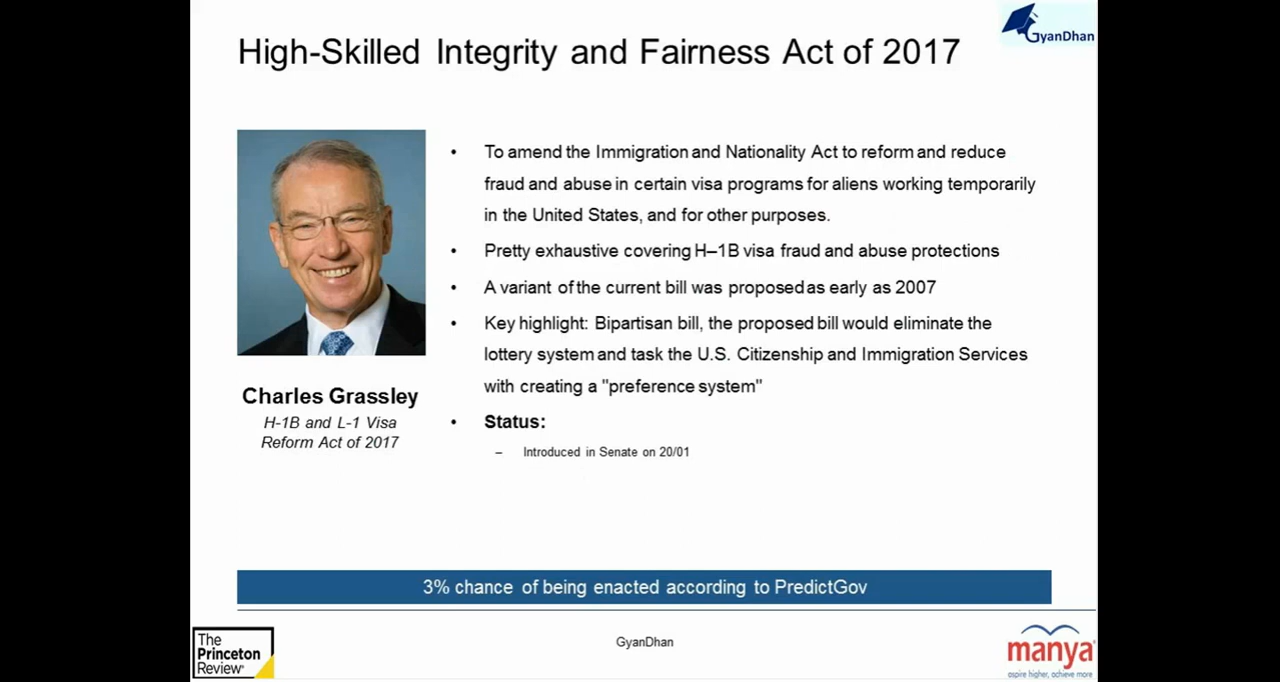 GyanDhan
High-Skilled Integrity and Fairness Act of 2017
• To amend the Immigration and Nationality Act to reform and reduce
fraud and abuse in certain visa programs for aliens working temporarily
in the United States, and for other purposes.
• Pretty exhaustive covering H–1B visa fraud and abuse protections
• A variant of the current bill was proposed as early as 2007
• Key highlight: Bipartisan bill, the proposed bill would eliminate the
lottery system and task the U.S. Citizenship and Immigration Services
with creating a "preference system"
• Status:
– Introduced in Senate on 20/01
Charles Grassley
H-1B and L-1 Visa
Reform Act of 2017
3% chance of being enacted according to PredictGov
The
Princeton
Review®
GyanDhan
manya®
aspire higher, achieve more